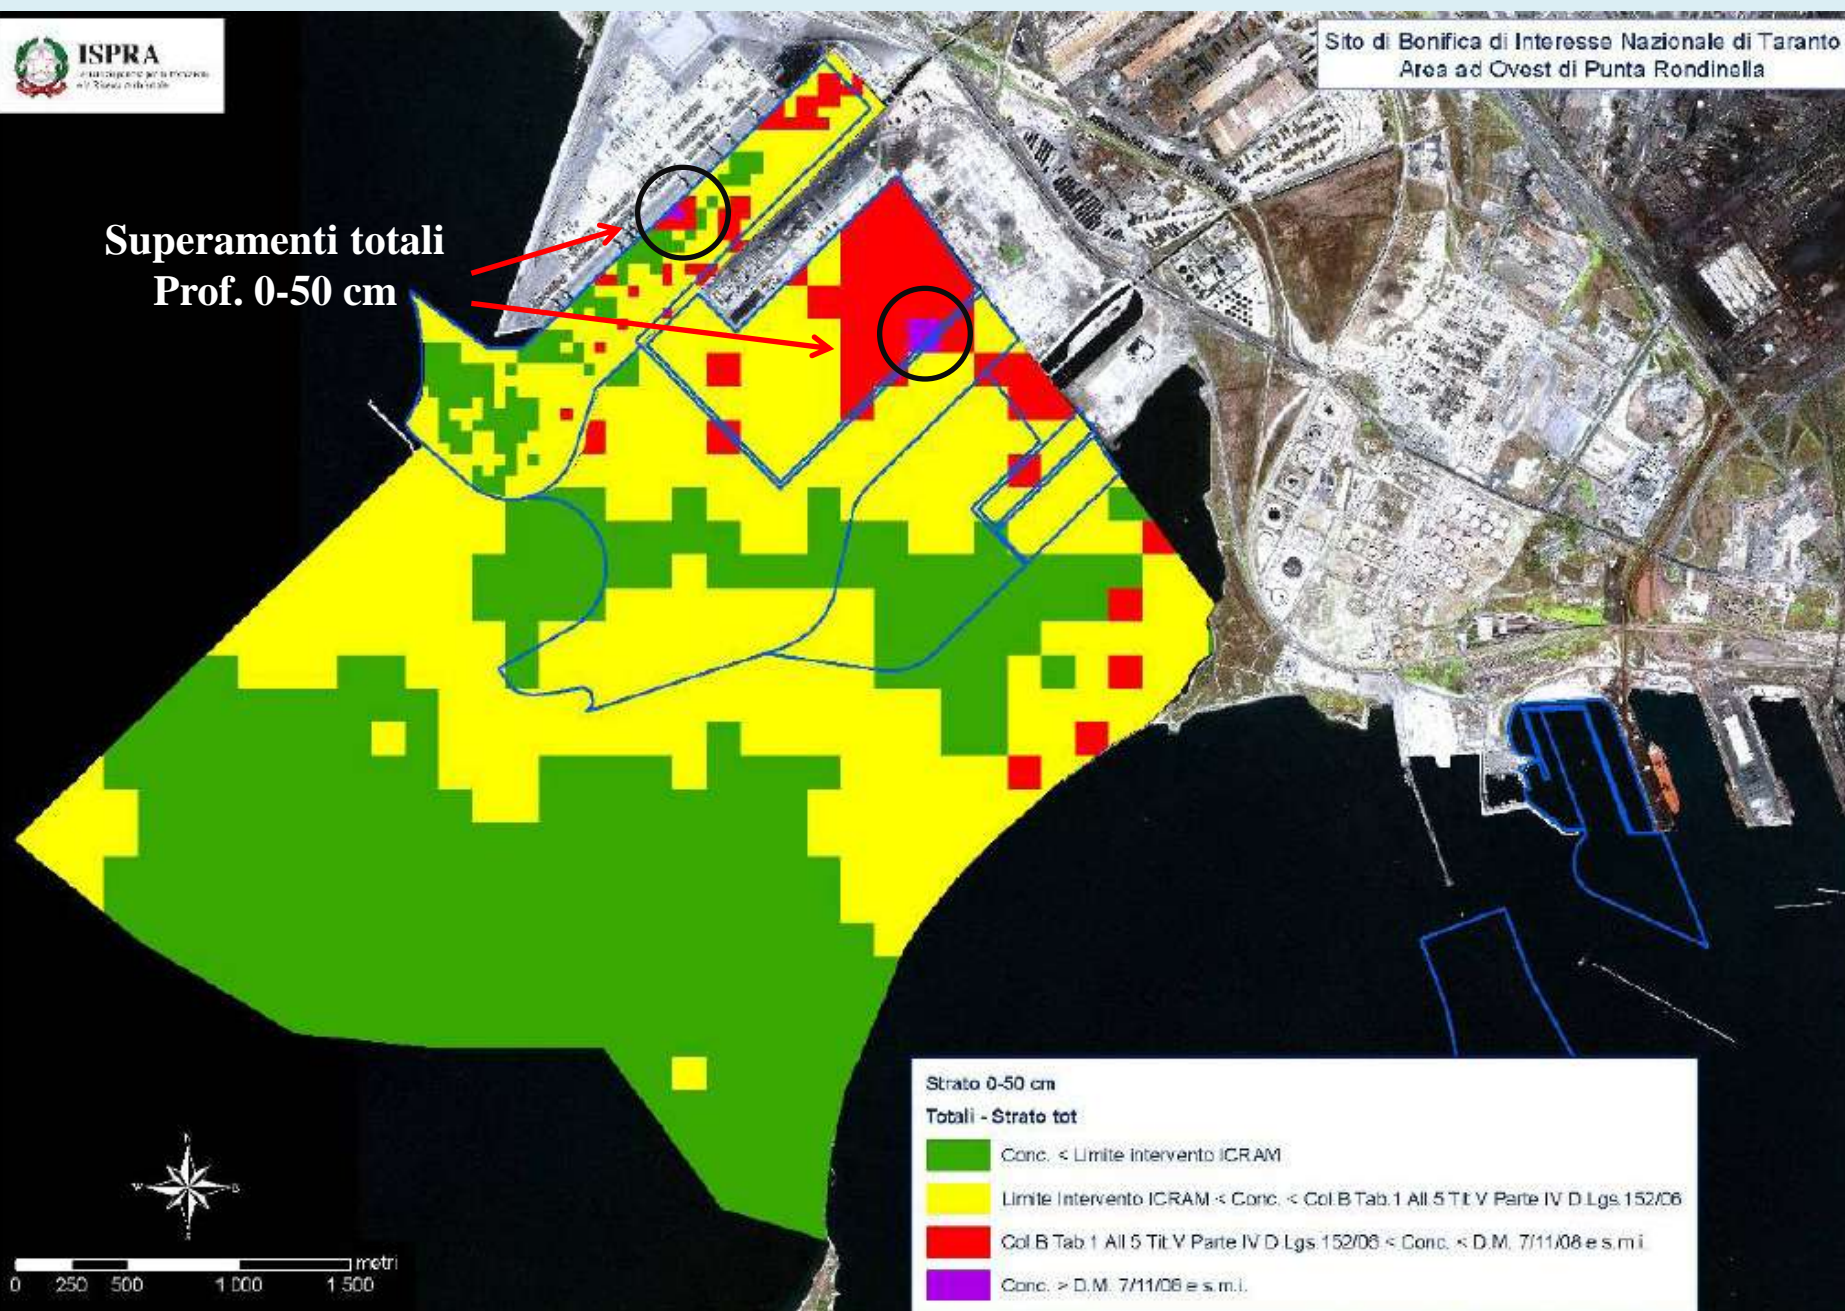 ISPRA
Sito di Bonifica di Interesse Nazionale di Taranto
Area ad Ovest di Punta Rondinella
Superamenti totali
Prof. 0-50 cm
Strato 0-50 cm
Totali - Strato tot
Conc. < Limite intervento ICRAM
Limite Intervento ICRAM < Conc. < Col.B Tab.1 All.5 Tit.V Parte IV D.Lgs.152/06
Col.B Tab.1 All.5 Tit.V Parte IV D.Lgs.152/06 < Conc. < D.M. 7/11/08 e s.m.i.
Conc. > D.M. 7/11/08 e s.m.i.
N
W
S
metri
0 250 500 1 000 1 500